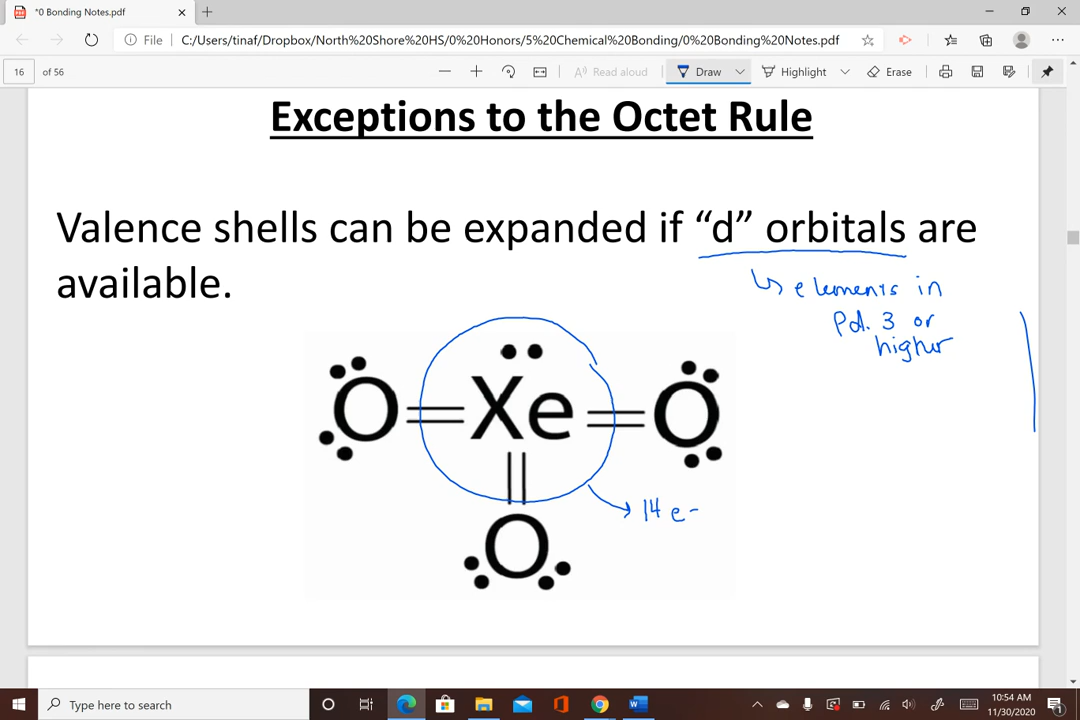 *0 Bonding Notes.pdf
File C:/Users/tinaf/Dropbox/North%20Shore%20HS/0%20Honors/5%20Chemical%20Bonding/0%20Bonding%20Notes.pdf
16 of 56 Read aloud Draw Highlight Erase
Exceptions to the Octet Rule
Valence shells can be expanded if “d” orbitals are
available.
↳ elements in
Pd. 3 or
higher
O=Xe=O
O
→ 14 e-
Type here to search
10:54 AM
11/30/2020